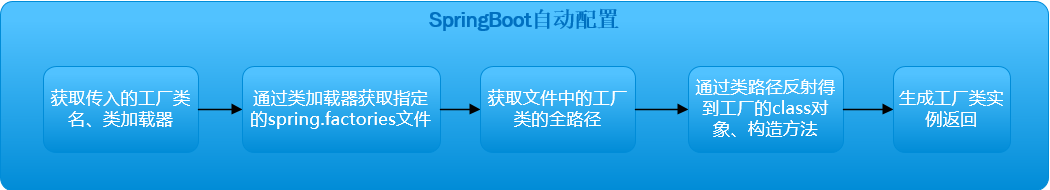 SpringBoot自动配置
获取传入的工厂类
名、类加载器
通过类加载器获取指定
的spring.factories文件
获取文件中的工厂
类的全路径
通过类路径反射得
到工厂的class对
象、构造方法
生成工厂类实
例返回